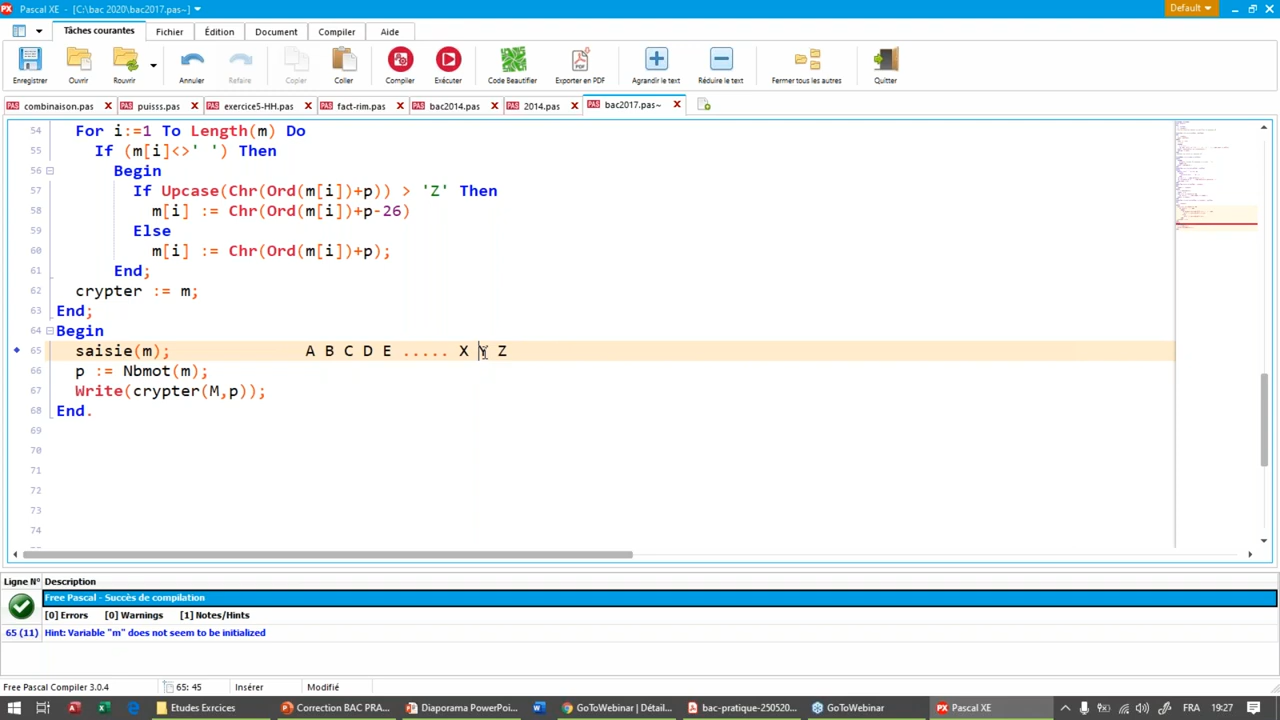 Pascal XE - [C:\bac 2020\bac2017.pas~]
Default
Tâches courantes Fichier Édition Document Compiler Aide
Enregistrer Ouvrir Rouvrir Annuler Refaire Copier Coller Compiler Exécuter Code Beautifier Exporter en PDF Agrandir le text Réduire le text Fermer tous les autres Quitter
combinaison.pas puisss.pas exercice5-HH.pas fact-rim.pas bac2014.pas 2014.pas bac2017.pas~
54 For i:=1 To Length(m) Do
55 If (m[i]<>' ') Then
56 Begin
57 If Upcase(Chr(Ord(m[i])+p)) > 'Z' Then
58 m[i] := Chr(Ord(m[i])+p-26)
59 Else
60 m[i] := Chr(Ord(m[i])+p);
61 End;
62 crypter := m;
63 End;
64 Begin
65 saisie(m); A B C D E ..... X Y Z
66 p := Nbmot(m);
67 Write(crypter(M,p));
68 End.
69
70
71
72
73
74
Ligne N° Description
Free Pascal - Succès de compilation
[0] Errors [0] Warnings [1] Notes/Hints
65 (11) Hint: Variable "m" does not seem to be initialized
Free Pascal Compiler 3.0.4 65: 45 Insérer Modifié
Etudes Exrcices Correction BAC PRA... Diaporama PowerPoi... GoToWebinar | Détail... bac-pratique-250520... GoToWebinar Pascal XE FRA 19:27